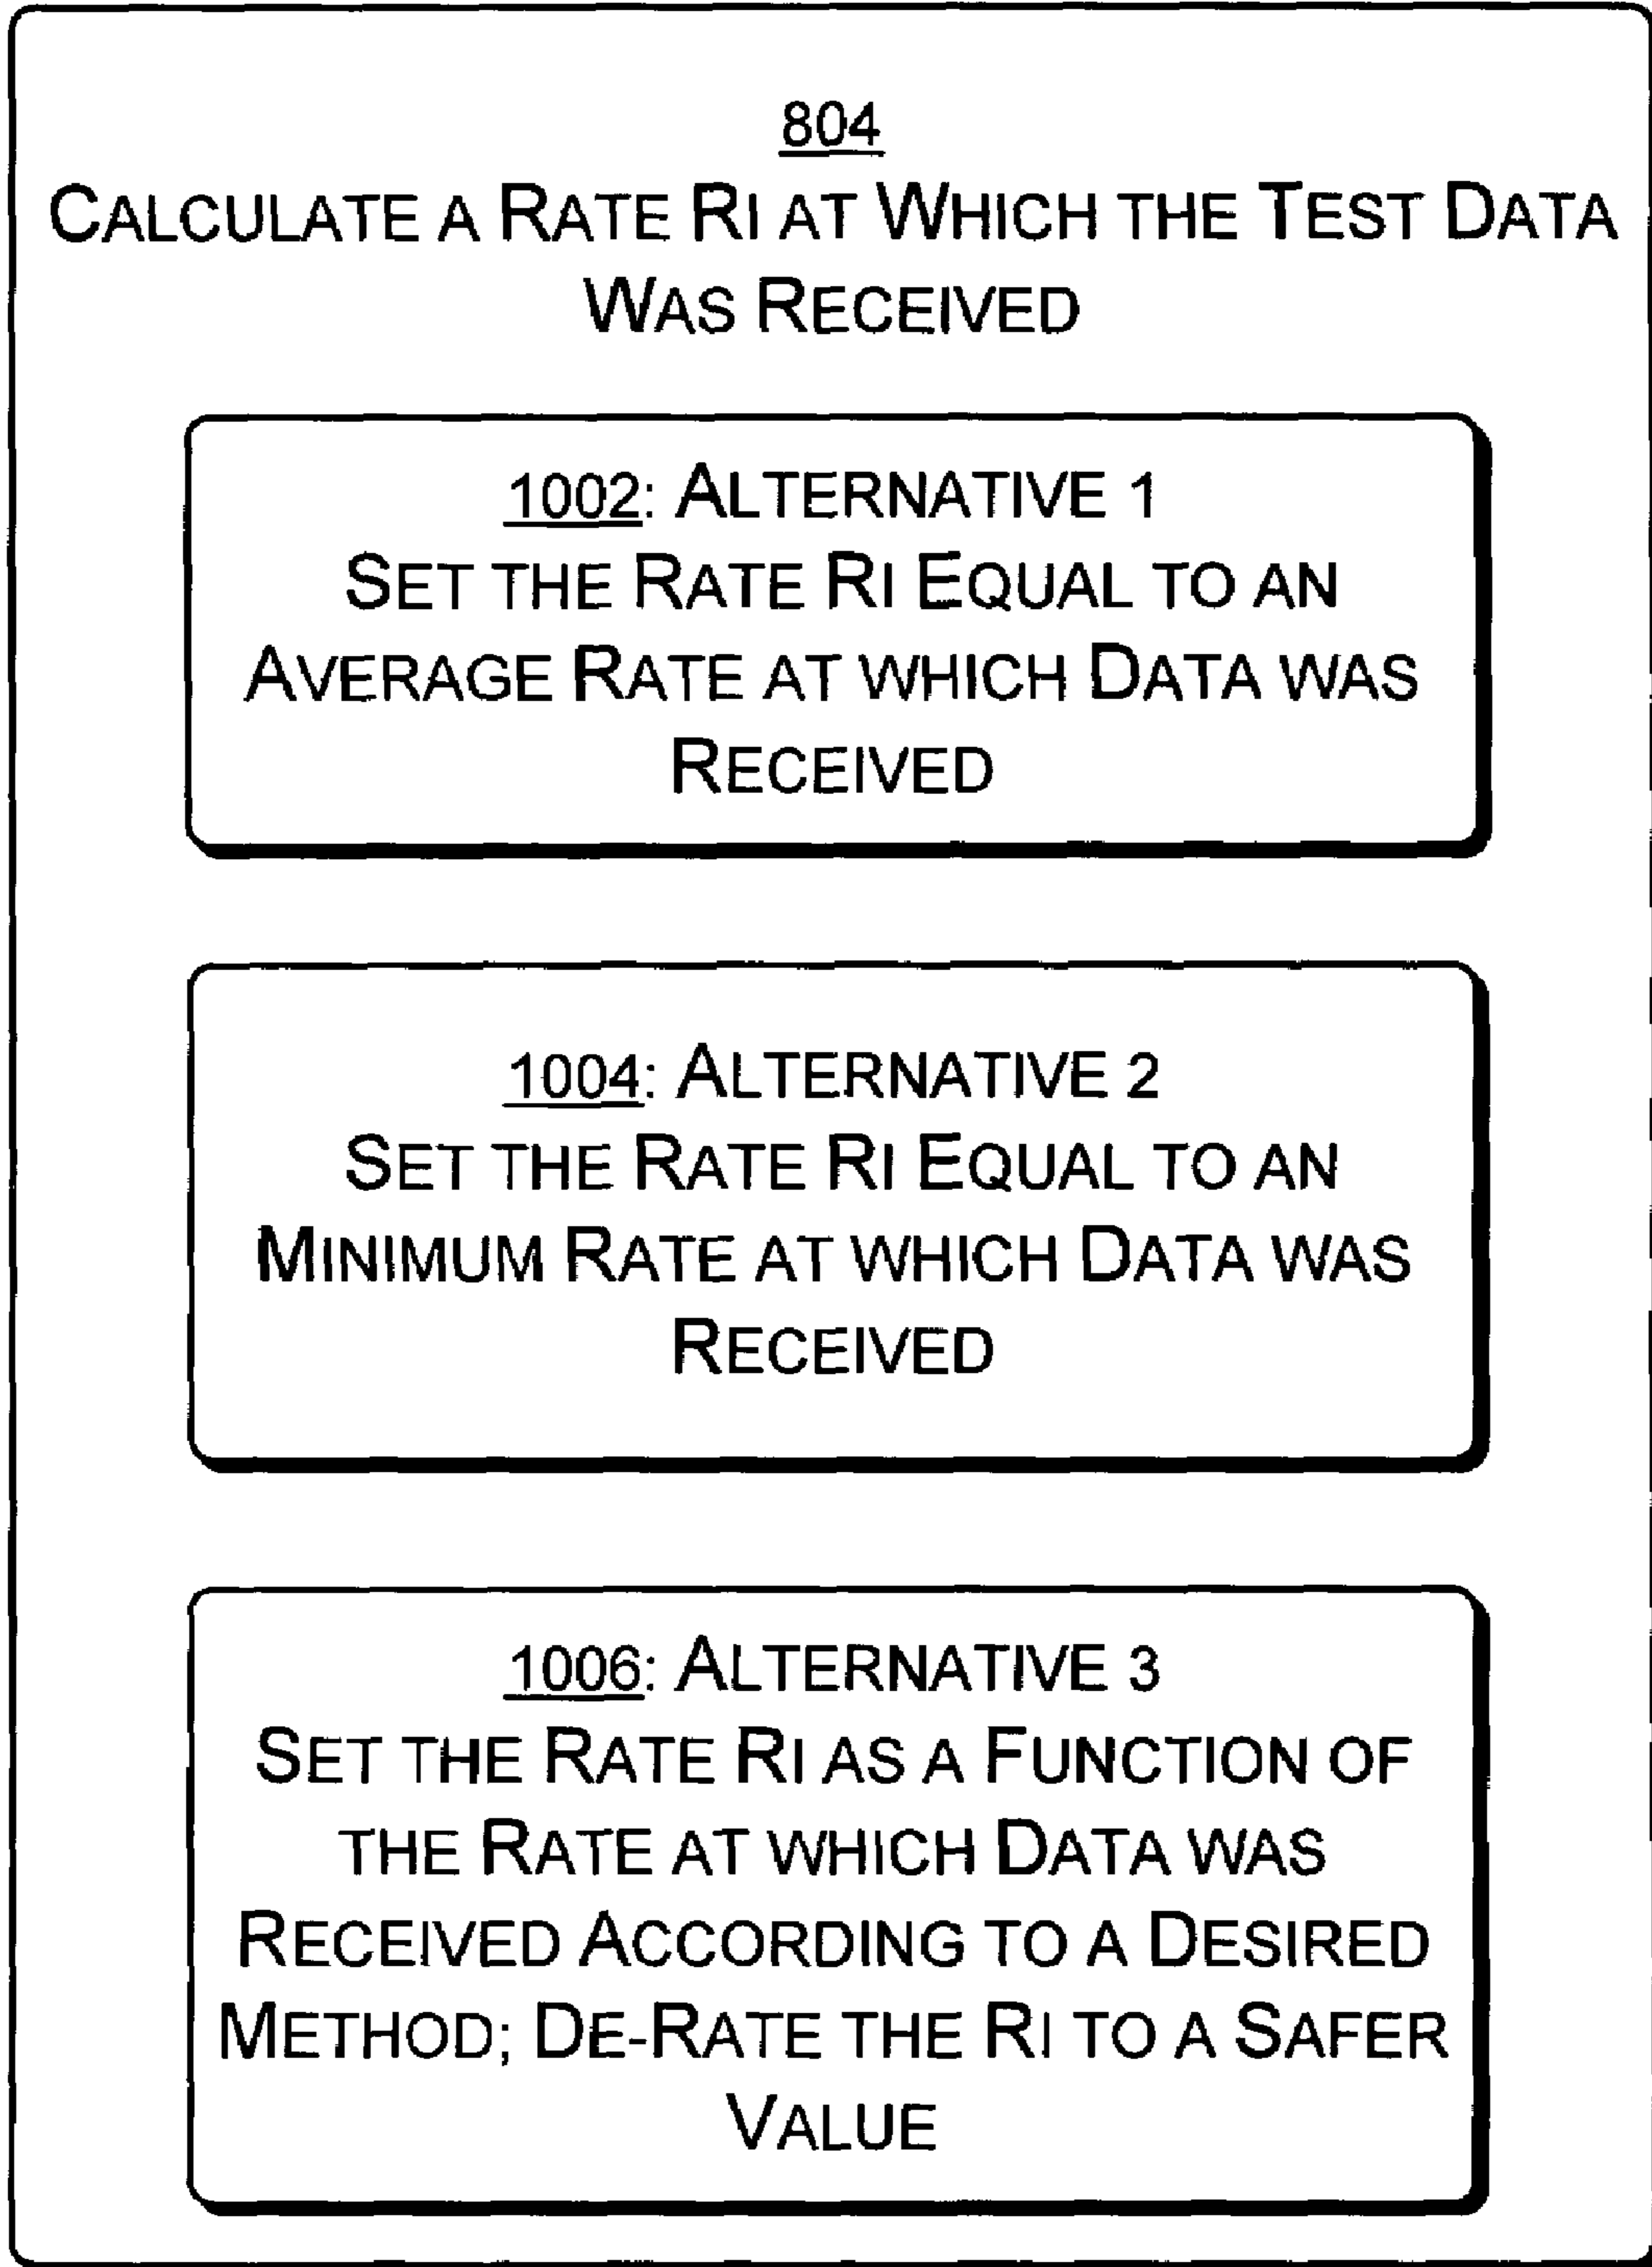 804
CALCULATE A RATE RI AT WHICH THE TEST DATA
WAS RECEIVED
1002: ALTERNATIVE 1
SET THE RATE RI EQUAL TO AN
AVERAGE RATE AT WHICH DATA WAS
RECEIVED
1004: ALTERNATIVE 2
SET THE RATE RI EQUAL TO AN
MINIMUM RATE AT WHICH DATA WAS
RECEIVED
1006: ALTERNATIVE 3
SET THE RATE RI AS A FUNCTION OF
THE RATE AT WHICH DATA WAS
RECEIVED ACCORDING TO A DESIRED
METHOD; DE-RATE THE RI TO A SAFER
VALUE